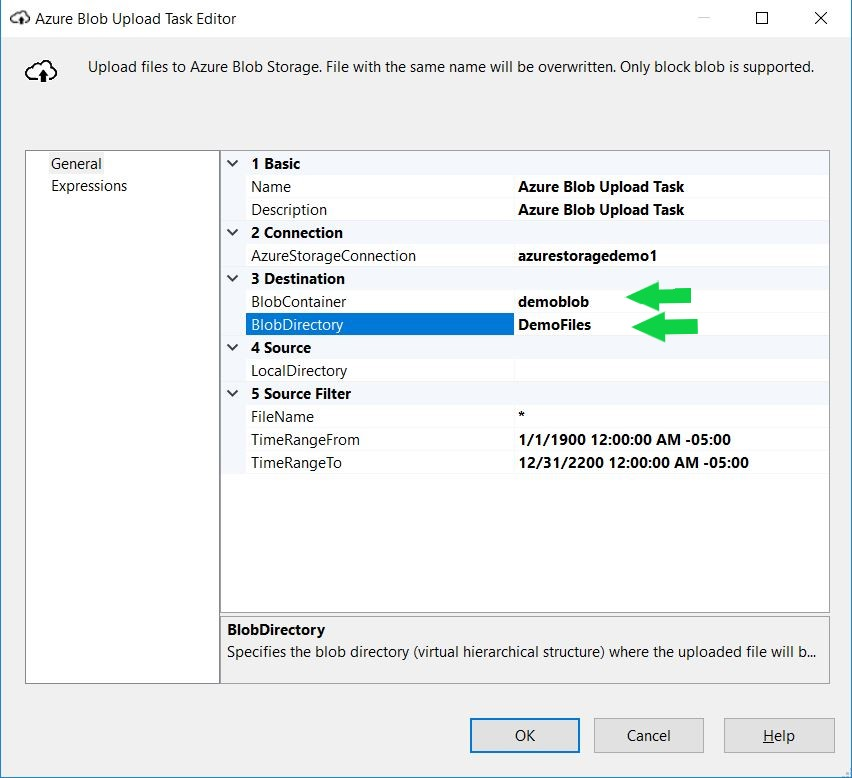 Azure Blob Upload Task Editor
Upload files to Azure Blob Storage. File with the same name will be overwritten. Only block blob is supported.
General
Expressions
1 Basic
Name Azure Blob Upload Task
Description Azure Blob Upload Task
2 Connection
AzureStorageConnection azurestoragedemo1
3 Destination
BlobContainer demoblob
BlobDirectory DemoFiles
4 Source
LocalDirectory
5 Source Filter
FileName *
TimeRangeFrom 1/1/1900 12:00:00 AM -05:00
TimeRangeTo 12/31/2200 12:00:00 AM -05:00
BlobDirectory
Specifies the blob directory (virtual hierarchical structure) where the uploaded file will b...
OK Cancel Help